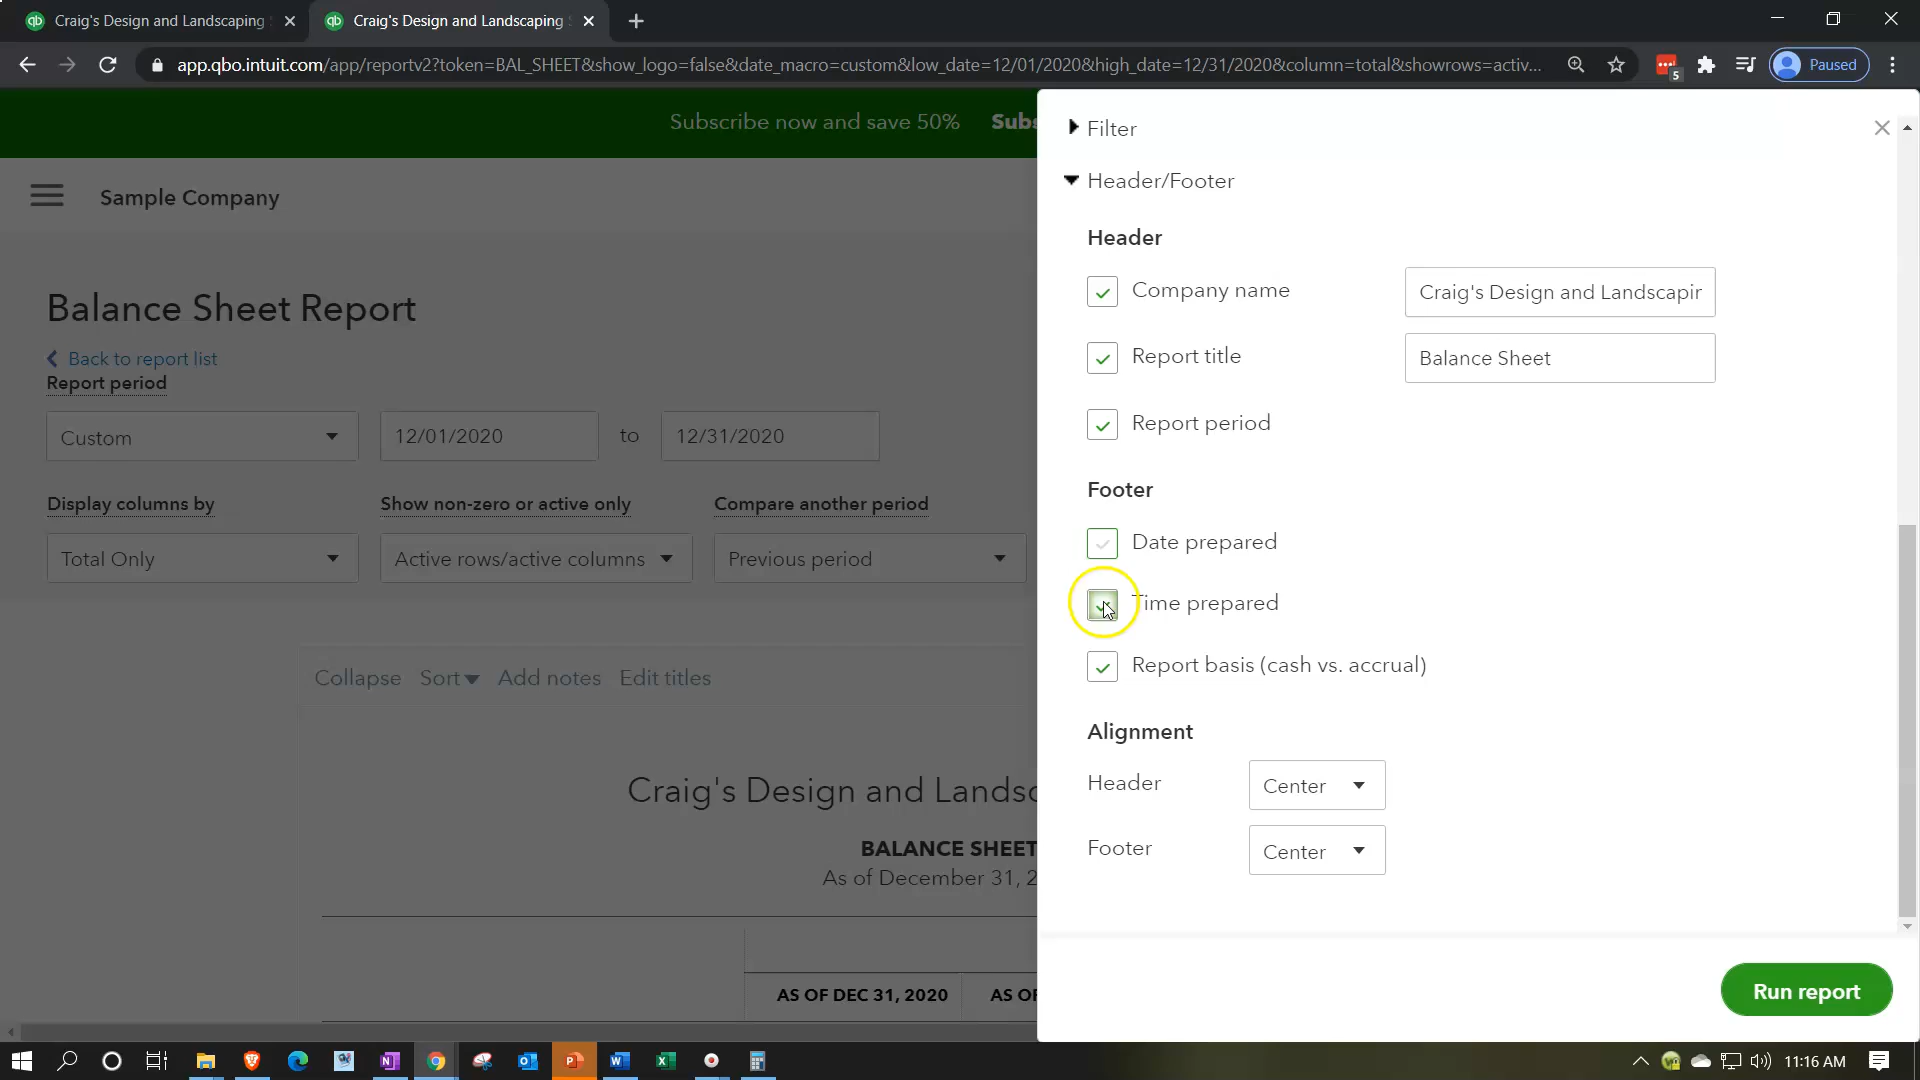 Craig's Design and Landscaping
Craig's Design and Landscaping
app.qbo.intuit.com/app/reportv2?token=BAL_SHEET&show_logo=false&date_macro=custom&low_date=12/01/2020&high_date=12/31/2020&column=total&showrows=activ...
5
Paused
Subscribe now and save 50% Subs
Sample Company
Balance Sheet Report
Back to report list
Report period
Custom
12/01/2020
to
12/31/2020
Display columns by
Show non-zero or active only
Compare another period
Total Only
Active rows/active columns
Previous period
Collapse
Sort
Add notes
Edit titles
Craig's Design and Landsc
BALANCE SHEET
As of December 31, 2
AS OF DEC 31, 2020
AS OF
Filter
Header/Footer
Header
Company name
Craig's Design and Landscapin
Report title
Balance Sheet
Report period
Footer
Date prepared
Time prepared
Report basis (cash vs. accrual)
Alignment
Header
Center
Footer
Center
Run report
11:16 AM